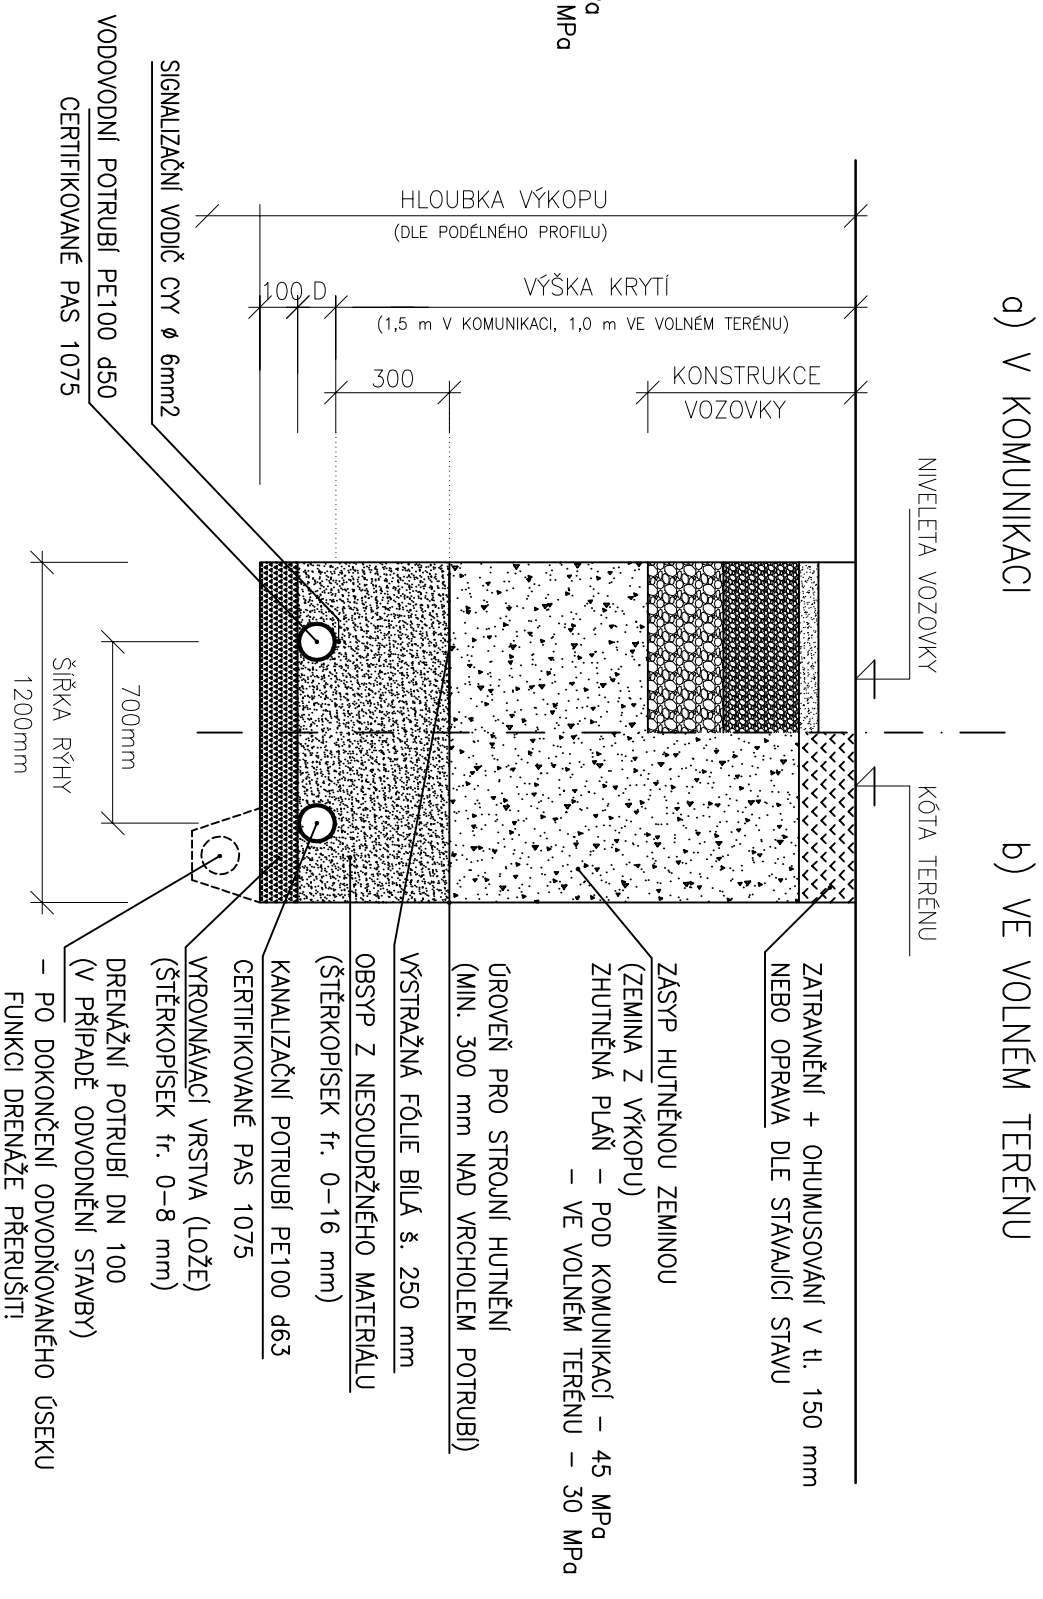 a) V KOMUNIKACI
b) VE VOLNÉM TERÉNU
NIVELETA VOZOVKY
KÓTA TERÉNU
HLOUBKA VÝKOPU
(DLE PODÉLNÉHO PROFILU)
VÝŠKA KRYTÍ
(1,5 m V KOMUNIKACI, 1,0 m VE VOLNÉM TERÉNU)
100
D
KONSTRUKCE
VOZOVKY
300
MPa
SIGNALIZAČNÍ VODIČ CYY ø 6mm2
VODOVODNÍ POTRUBÍ PE100 d50
CERTIFIKOVANÉ PAS 1075
700mm
ŠÍŘKA RÝHY
1200mm
ZATRAVNĚNÍ + OHUMUSOVÁNÍ V tl. 150 mm
NEBO OPRAVA DLE STÁVAJÍCÍ STAVU
ZÁSYP HUTNĚNOU ZEMINOU
(ZEMINA Z VÝKOPU)
ZHUTNĚNÁ PLÁŇ - POD KOMUNIKACÍ - 45 MPa
- VE VOLNÉM TERÉNU - 30 MPa
ÚROVEŇ PRO STROJNÍ HUTNĚNÍ
(MIN. 300 mm NAD VRCHOLEM POTRUBÍ)
VÝSTRAŽNÁ FÓLIE BÍLÁ š. 250 mm
OBSYP Z NESOUDRŽNÉHO MATERIÁLU
(ŠTĚRKOPÍSEK fr. 0-16 mm)
KANALIZAČNÍ POTRUBÍ PE100 d63
CERTIFIKOVANÉ PAS 1075
VYROVNÁVACÍ VRSTVA (LOŽE)
(ŠTĚRKOPÍSEK fr. 0-8 mm)
DRENÁŽNÍ POTRUBÍ DN 100
(V PŘÍPADĚ ODVODNĚNÍ STAVBY)
- PO DOKONČENÍ ODVODŇOVANÉHO ÚSEKU
FUNKCI DRENÁŽE PŘERUŠIT!